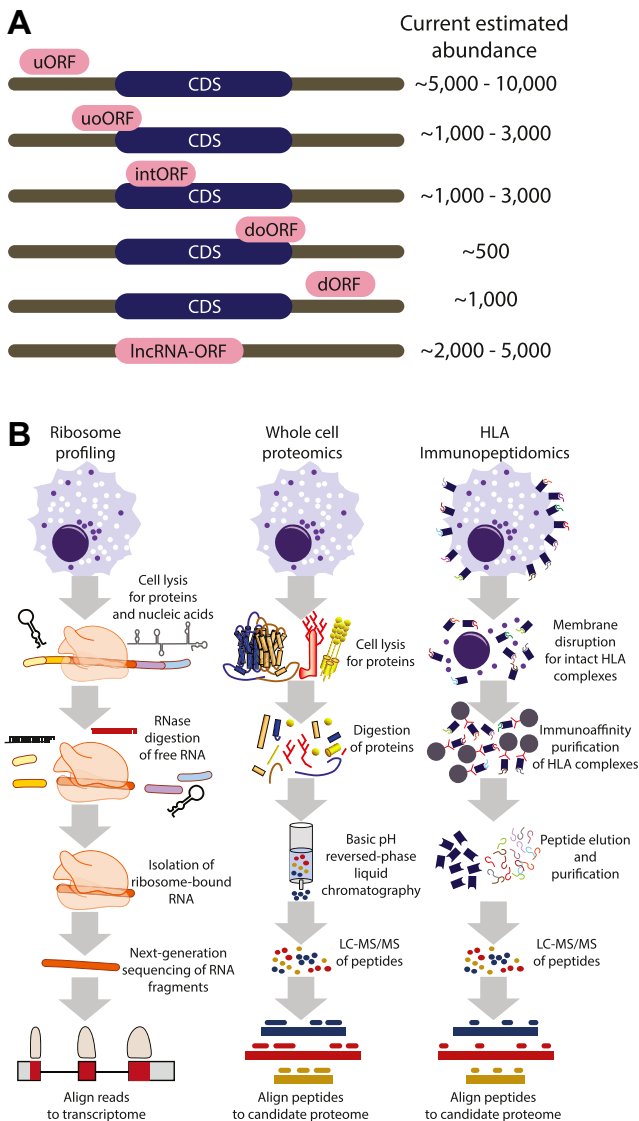 A
Current estimated
abundance
uORF
CDS
~5,000 - 10,000
uoORF
CDS
~1,000 - 3,000
intORF
CDS
~1,000 - 3,000
doORF
CDS
~500
dORF
CDS
~1,000
lncRNA-ORF
~2,000 - 5,000
B
Ribosome
profiling
Cell lysis
for proteins
and nucleic acids
RNase
digestion
of free RNA
Isolation of
ribosome-bound
RNA
Next-generation
sequencing of RNA
fragments
Align reads
to transcriptome
Whole cell
proteomics
Cell lysis
for proteins
Digestion
of proteins
Basic pH
reversed-phase
liquid
chromatography
LC-MS/MS
of peptides
Align peptides
to candidate proteome
HLA
Immunopeptidomics
Membrane
disruption
for intact HLA
complexes
Immunoaffinity
purification
of HLA complexes
Peptide elution
and
purification
LC-MS/MS
of peptides
Align peptides
to candidate proteome